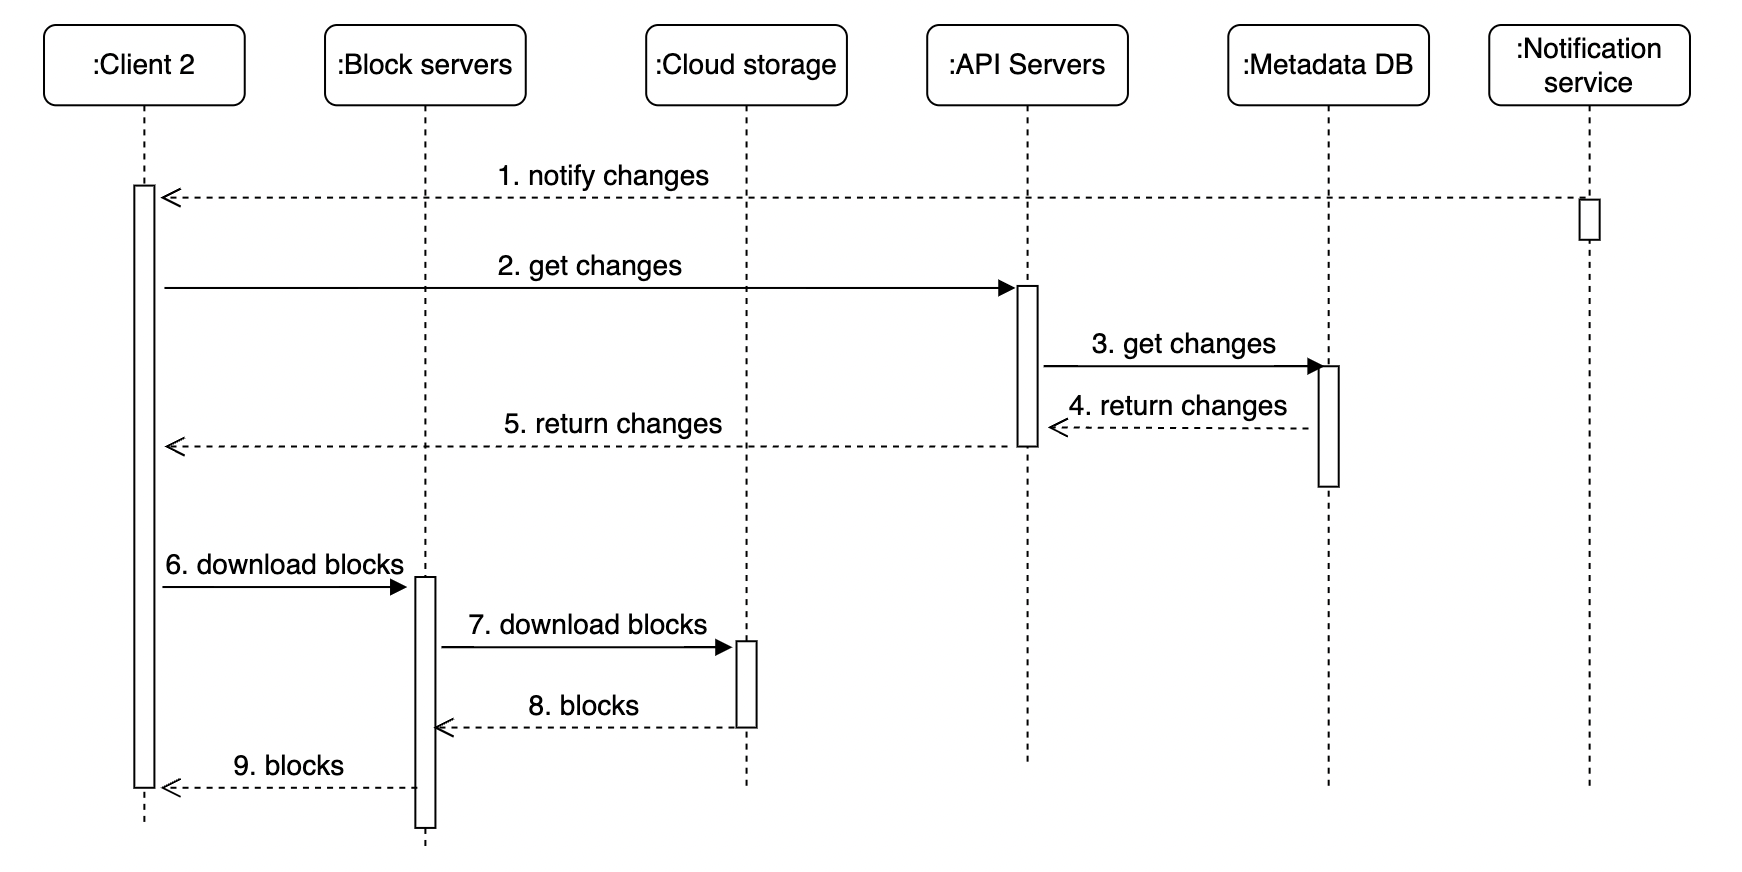 :Client 2
:Block servers
:Cloud storage
:API Servers
:Metadata DB
:Notification
service
1. notify changes
2. get changes
3. get changes
4. return changes
5. return changes
6. download blocks
7. download blocks
8. blocks
9. blocks